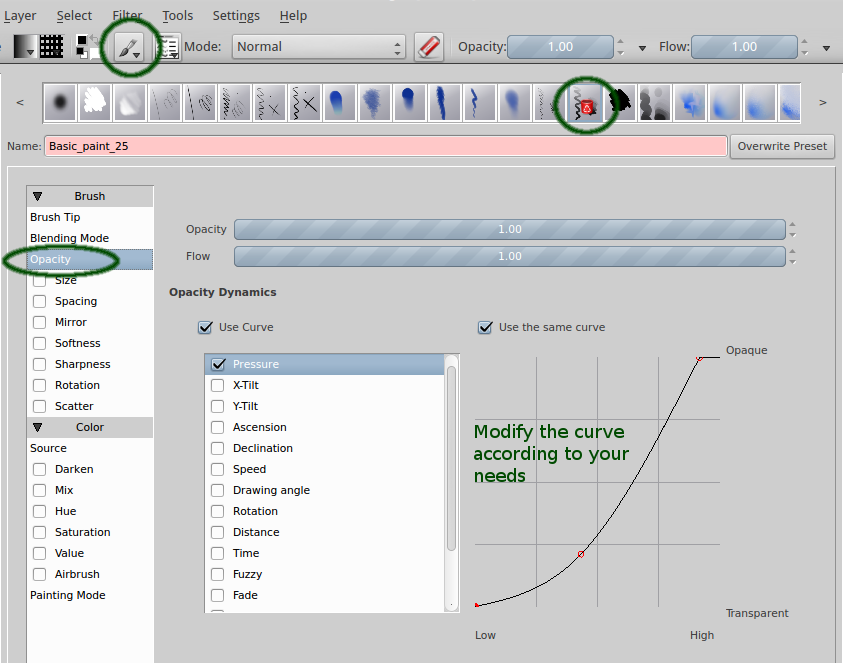 Layer Select Filter Tools Settings Help
Mode: Normal Opacity: 1.00 Flow: 1.00
< >
Name: Basic_paint_25 Overwrite Preset
Brush
Brush Tip
Blending Mode
Opacity
Size
Spacing
Mirror
Softness
Sharpness
Rotation
Scatter
Color
Source
Darken
Mix
Hue
Saturation
Value
Airbrush
Painting Mode
Opacity 1.00
Flow 1.00
Opacity Dynamics
Use Curve
Pressure
X-Tilt
Y-Tilt
Ascension
Declination
Speed
Drawing angle
Rotation
Distance
Time
Fuzzy
Fade
Use the same curve
Opaque
Modify the curve
according to your
needs
Transparent
Low High